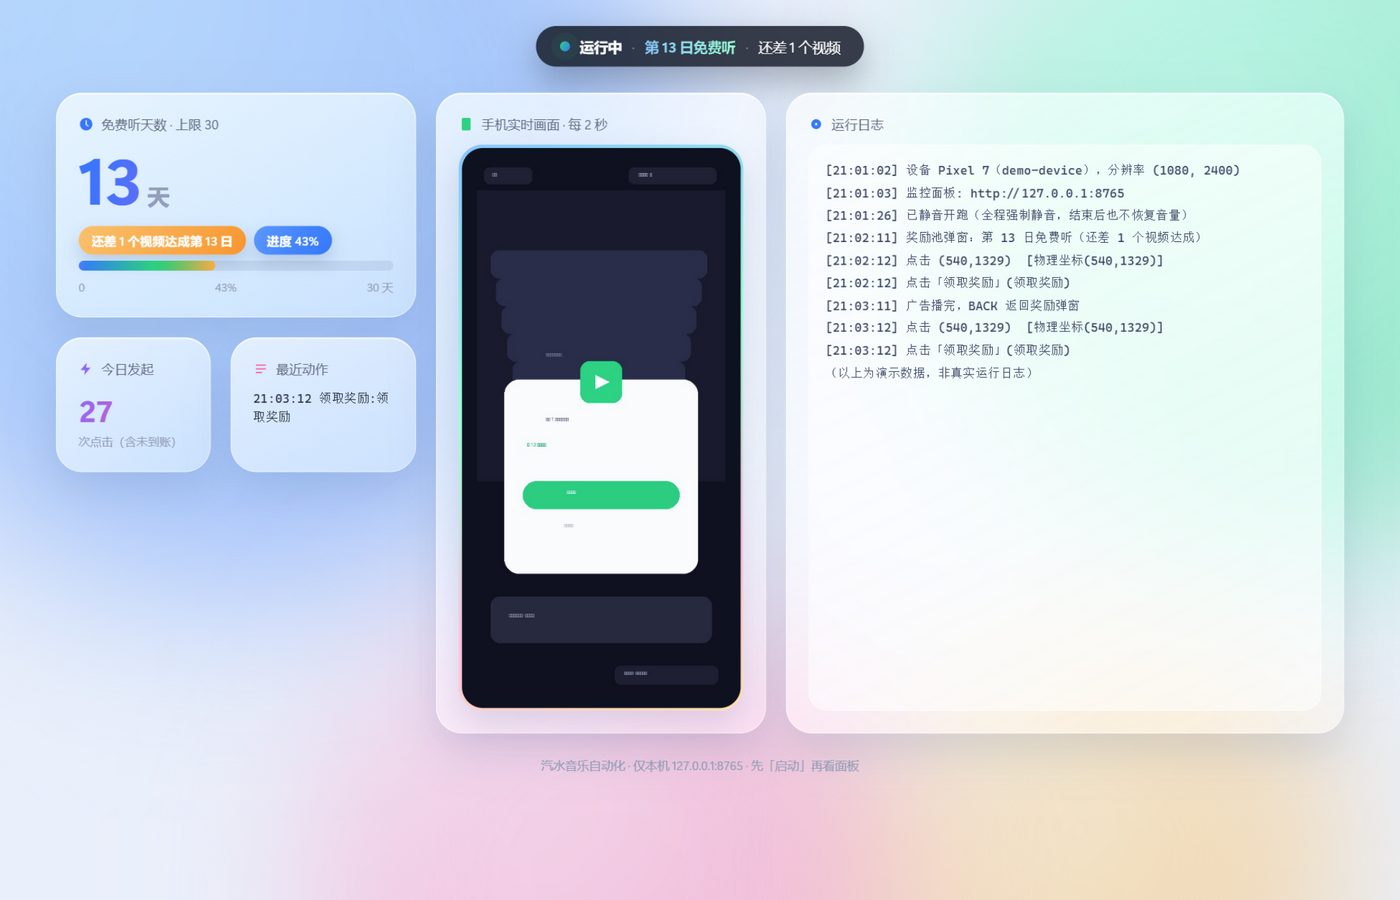 运行中 · 第 13 日免费听 · 还差 1 个视频
免费听天数 · 上限 30
13 天
还差 1 个视频达成第 13 日 进度 43%
0 43% 30 天
今日发起
27
次点击（含未到账）
最近动作
21:03:12 领取奖励:领
取奖励
手机实时画面 · 每 2 秒
运行日志
[21:01:02] 设备 Pixel 7（demo-device），分辨率 (1080, 2400)
[21:01:03] 监控面板: http://127.0.0.1:8765
[21:01:26] 已静音开跑（全程强制静音，结束后也不恢复音量）
[21:02:11] 奖励池弹窗：第 13 日免费听（还差 1 个视频达成）
[21:02:12] 点击 (540,1329) [物理坐标(540,1329)]
[21:02:12] 点击「领取奖励」(领取奖励)
[21:03:11] 广告播完，BACK 返回奖励弹窗
[21:03:12] 点击 (540,1329) [物理坐标(540,1329)]
[21:03:12] 点击「领取奖励」(领取奖励)
（以上为演示数据，非真实运行日志）
汽水音乐自动化 · 仅本机 127.0.0.1:8765 · 先「启动」再看面板